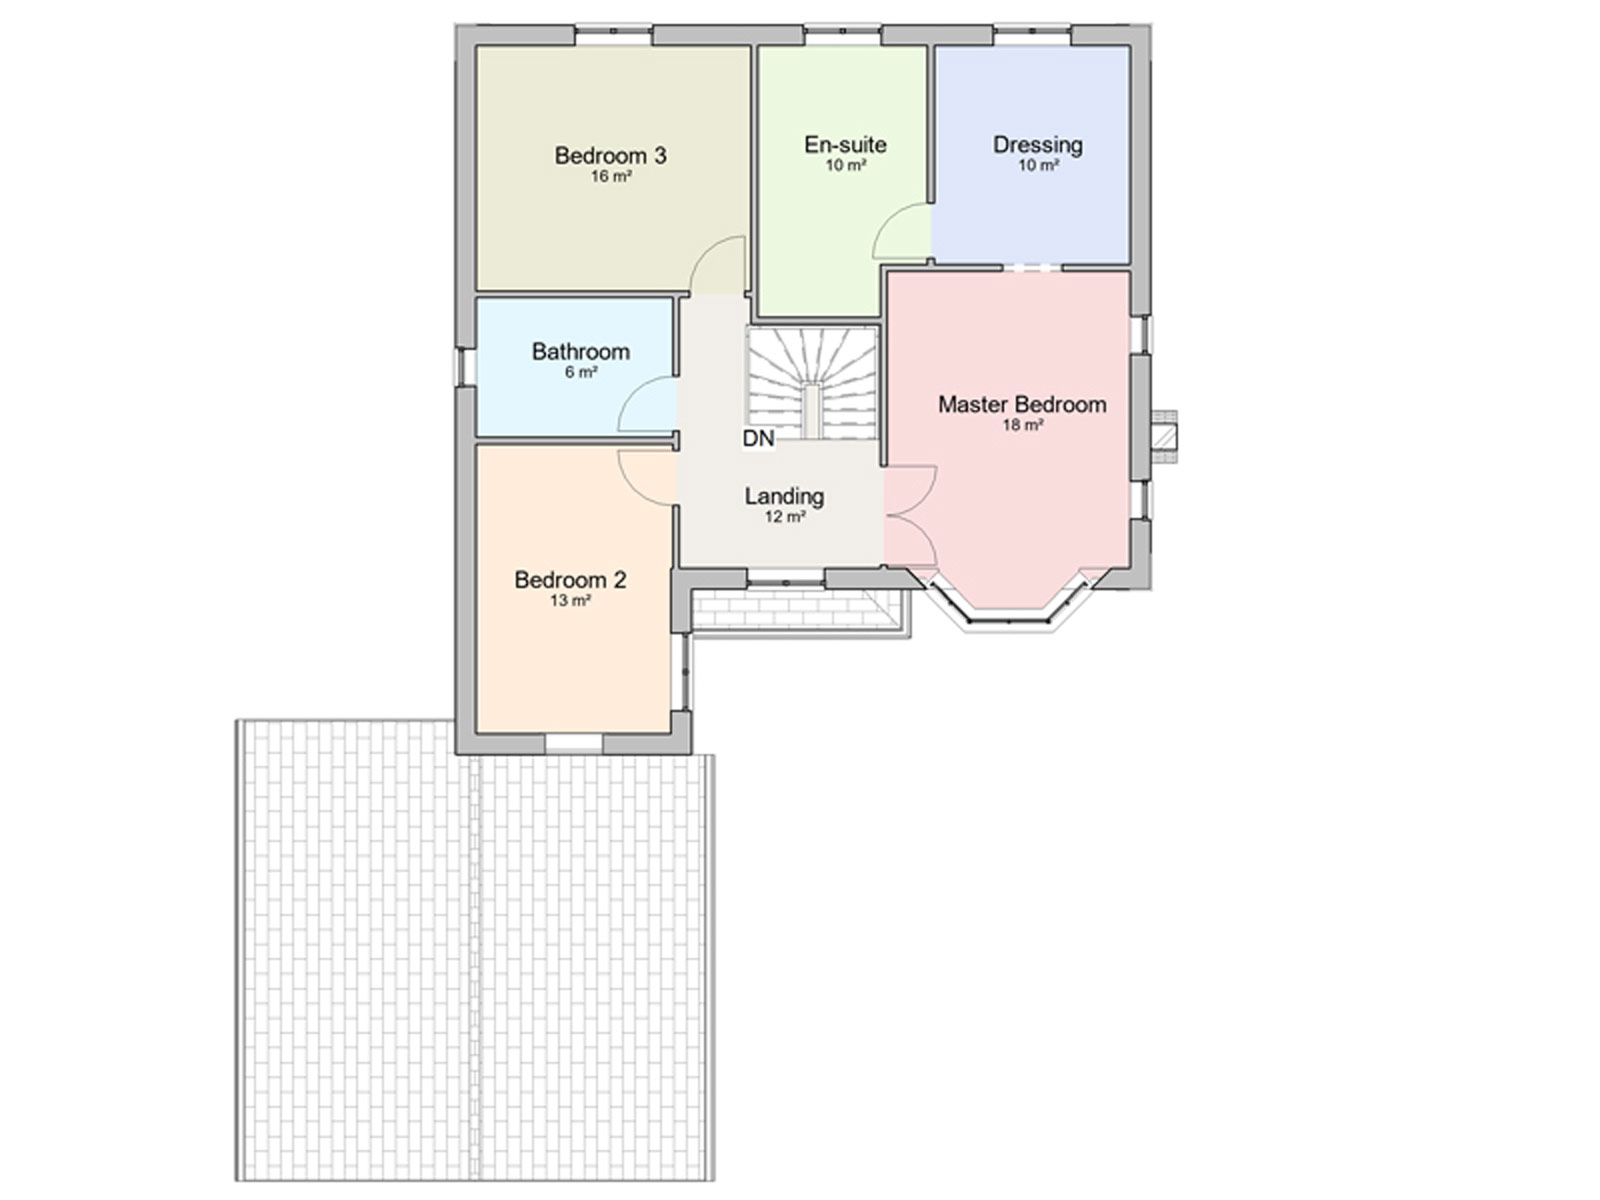 Bedroom 3
16 m²
En-suite
10 m²
Dressing
10 m²
Bathroom
6 m²
DN
Master Bedroom
18 m²
Landing
12 m²
Bedroom 2
13 m²